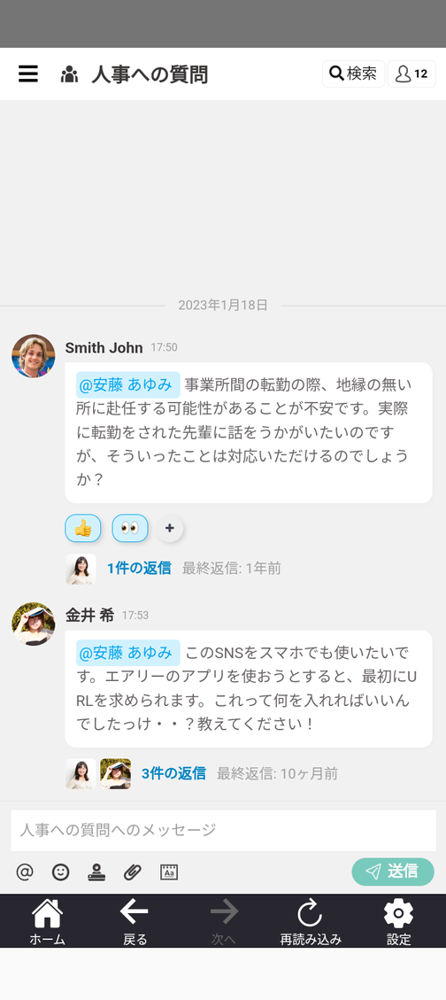 人事への質問
検索
12
2023年1月18日
Smith John 17:50
@安藤 あゆみ 事業所間の転勤の際、地縁の無い
所に赴任する可能性があることが不安です。実際
に転勤をされた先輩に話をうかがいたいのです
が、そういったことは対応いただけるのでしょう
か？
1件の返信 最終返信: 1年前
金井 希 17:53
@安藤 あゆみ このSNSをスマホでも使いたいで
す。エアリーのアプリを使おうとすると、最初にU
RLを求められます。これって何を入れればいいん
でしたっけ・・？教えてください！
3件の返信 最終返信: 10ヶ月前
人事への質問へのメッセージ
Aa
送信
ホーム
戻る
次へ
再読み込み
設定